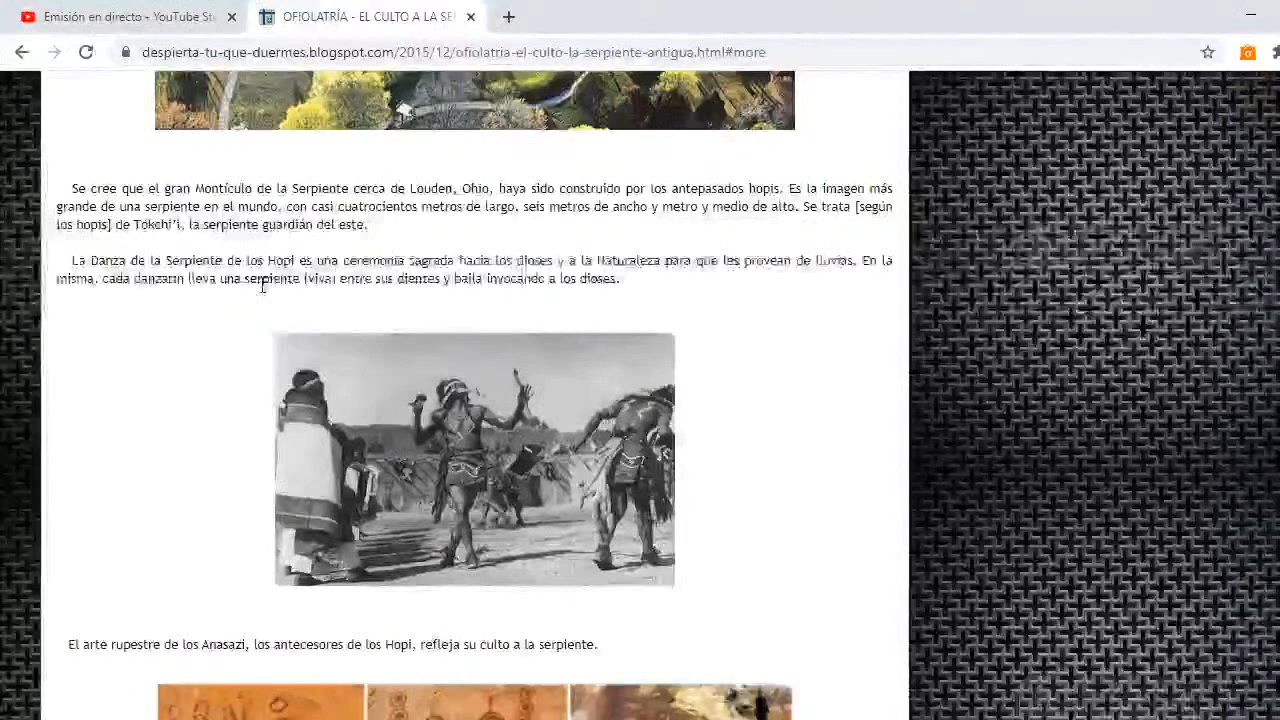 Emisión en directo - YouTube Stu
OFIOLATRÍA - EL CULTO A LA SER
despierta-tu-que-duermes.blogspot.com/2015/12/ofiolatria-el-culto-la-serpiente-antigua.html#more
Se cree que el gran Montículo de la Serpiente cerca de Louden, Ohio, haya sido construido por los antepasados hopis. Es la imagen más
grande de una serpiente en el mundo, con casi cuatrocientos metros de largo, seis metros de ancho y metro y medio de alto. Se trata [según
los hopis] de Tokchi'i, la serpiente guardián del este.
La Danza de la Serpiente de los Hopi es una ceremonia Sagrada hacia los dioses y a la Naturaleza para que les provean de lluvias. En la
misma, cada danzarin lleva una serpiente (viva) entre sus dientes y baila invocando a los dioses.
El arte rupestre de los Anasazi, los antecesores de los Hopi, refleja su culto a la serpiente.